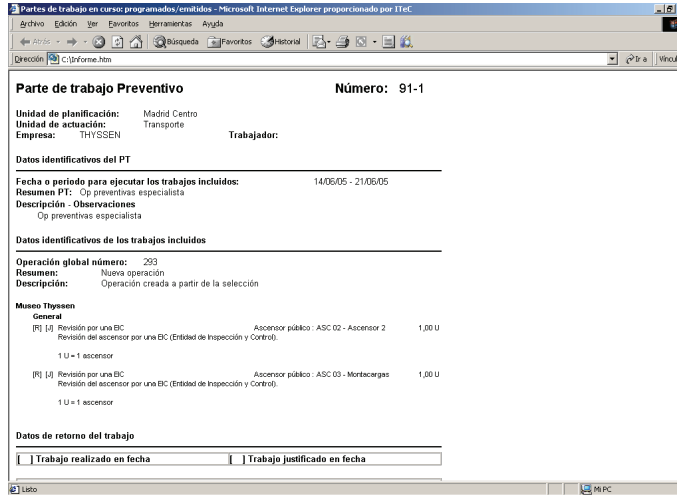 Partes de trabajo en curso: programados/emitidos - Microsoft Internet Explorer proporcionado por ITeC
Archivo Edición Ver Favoritos Herramientas Ayuda
Atrás Búsqueda Favoritos Historial
Dirección C:\Informe.htm Ir a Víncul
Parte de trabajo Preventivo Número: 91-1
Unidad de planificación: Madrid Centro
Unidad de actuación: Transporte
Empresa: THYSSEN Trabajador:
Datos identificativos del PT
Fecha o periodo para ejecutar los trabajos incluidos: 14/06/05 - 21/06/05
Resumen PT: Op preventivas especialista
Descripción - Observaciones
Op preventivas especialista
Datos identificativos de los trabajos incluidos
Operación global número: 293
Resumen: Nueva operación
Descripción: Operación creada a partir de la selección
Museo Thyssen
General
[R] [J] Revisión por una EIC Ascensor público : ASC 02 - Ascensor 2 1,00 U
Revisión del ascensor por una EIC (Entidad de Inspección y Control).
1 U = 1 ascensor
[R] [J] Revisión por una EIC Ascensor público : ASC 03 - Montacargas 1,00 U
Revisión del ascensor por una EIC (Entidad de Inspección y Control).
1 U = 1 ascensor
Datos de retorno del trabajo
[ ] Trabajo realizado en fecha [ ] Trabajo justificado en fecha
Listo Mi PC